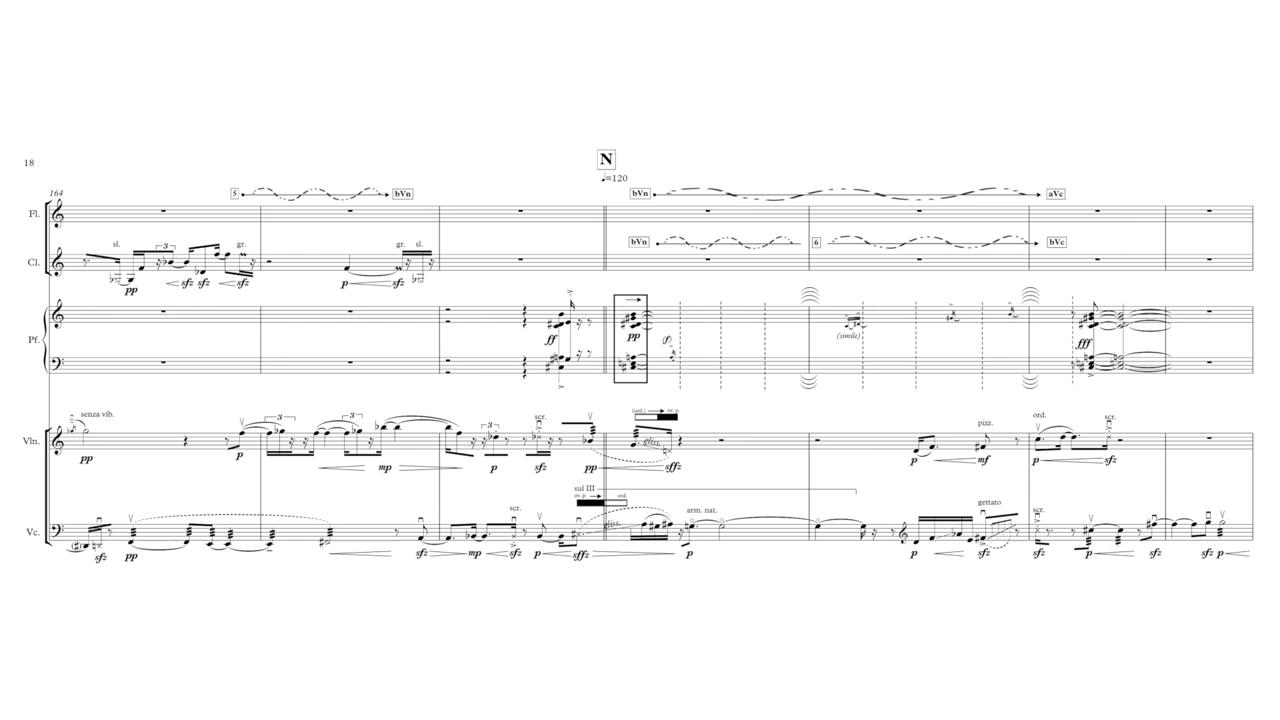 18
N
♩=120
164
5
bVn
bVn
aVc
Fl.
sl.
3
gr.
gr.
sl.
bVn
6
bVc
Cl.
pp
sfz
sfz
sfz
p
sfz
Pf.
ff
pp
(f)
(simile)
fff
senza vib.
3
3
3
scr.
(ord.)
ov. p.
pizz.
ord.
scr.
Vln.
gliss.
pp
p
mp
p
sfz
pp
sffz
p
mf
p
sfz
sul III
ov. p.
ord.
scr.
arm. nat.
gettato
scr.
Vc.
gliss.
sfz
pp
sfz
mp
sfz
p
sffz
p
p
sfz
sfz
p
sfz
sfz
p